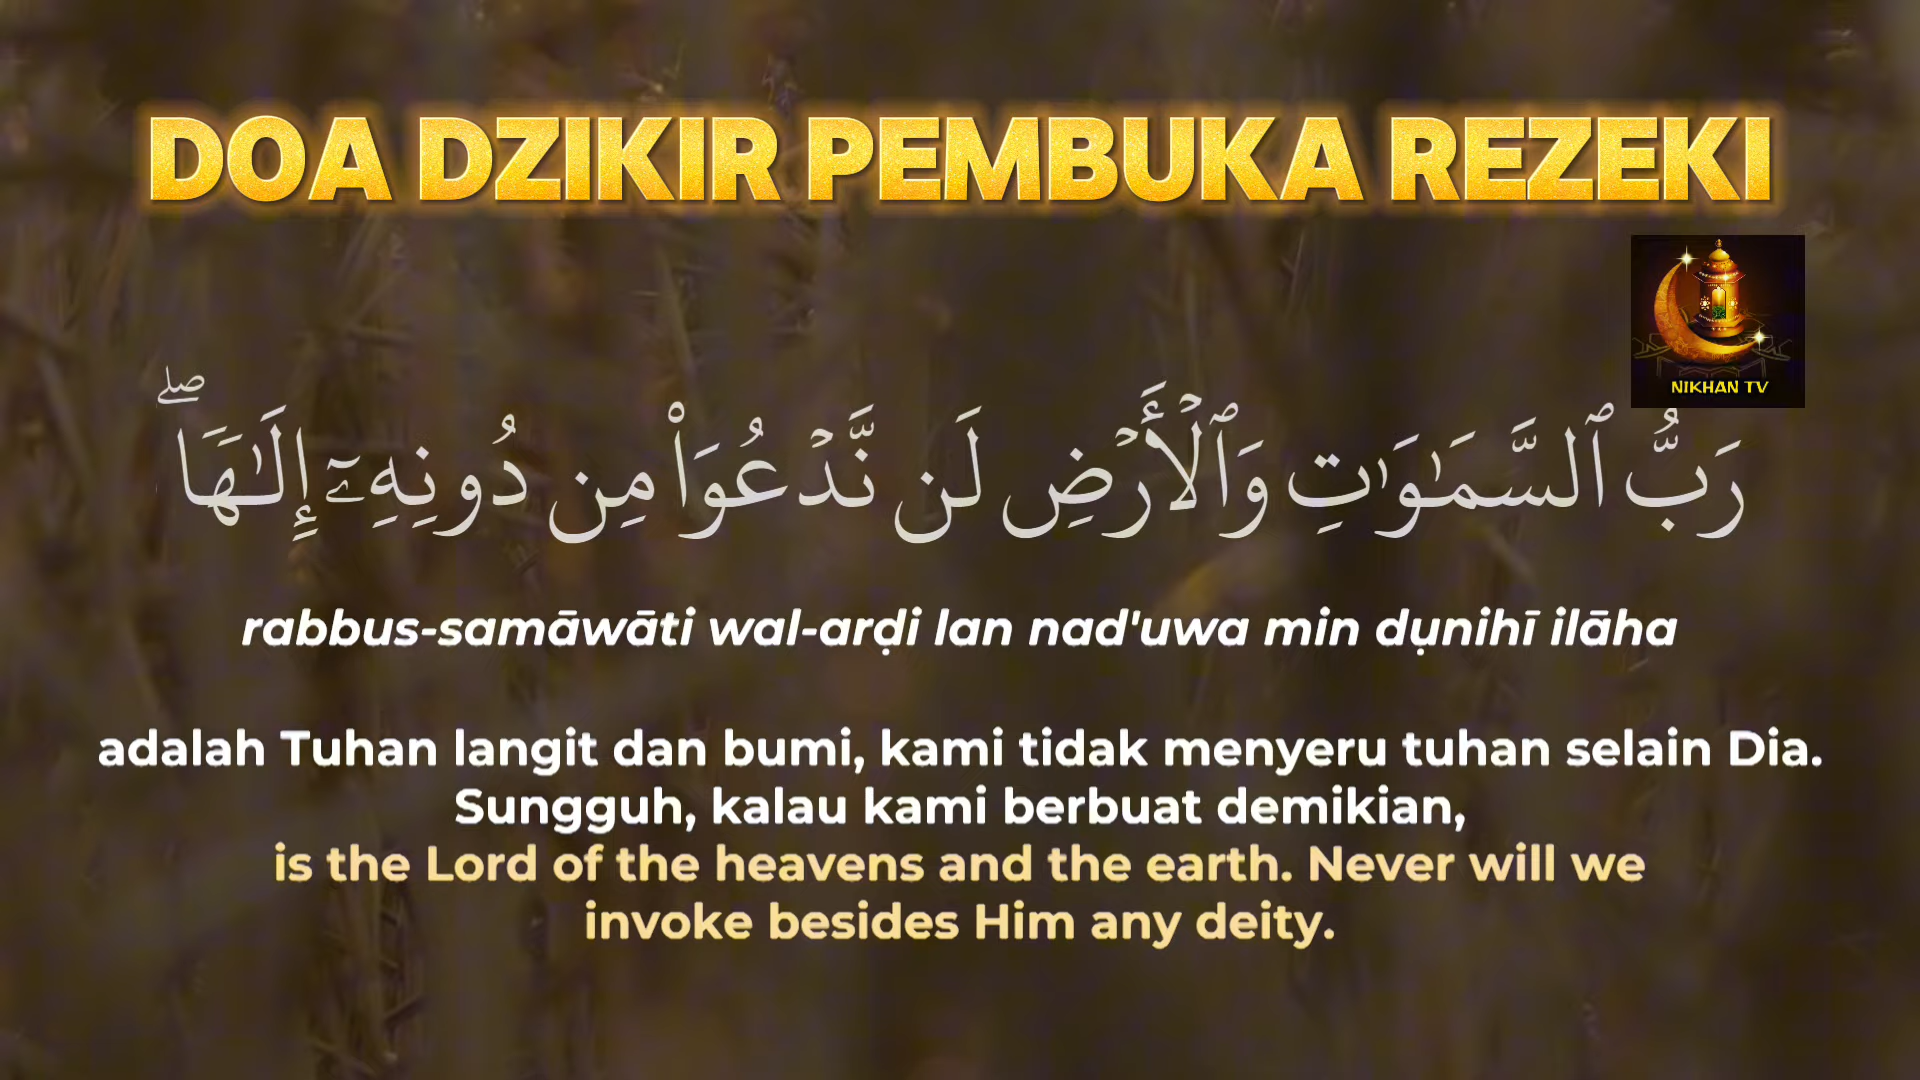 DOA DZIKIR PEMBUKA REZEKI
NIKHAN TV
رَبُّ ٱلسَّمَـٰوَٰتِ وَٱلۡأَرۡضِ لَن نَّدۡعُوَا۟ مِن دُونِهِۦٓ إِلَـٰهَاۖ
rabbus-samāwāti wal-arḍi lan nad'uwa min dụnihī ilāha
adalah Tuhan langit dan bumi, kami tidak menyeru tuhan selain Dia.
Sungguh, kalau kami berbuat demikian,
is the Lord of the heavens and the earth. Never will we
invoke besides Him any deity.